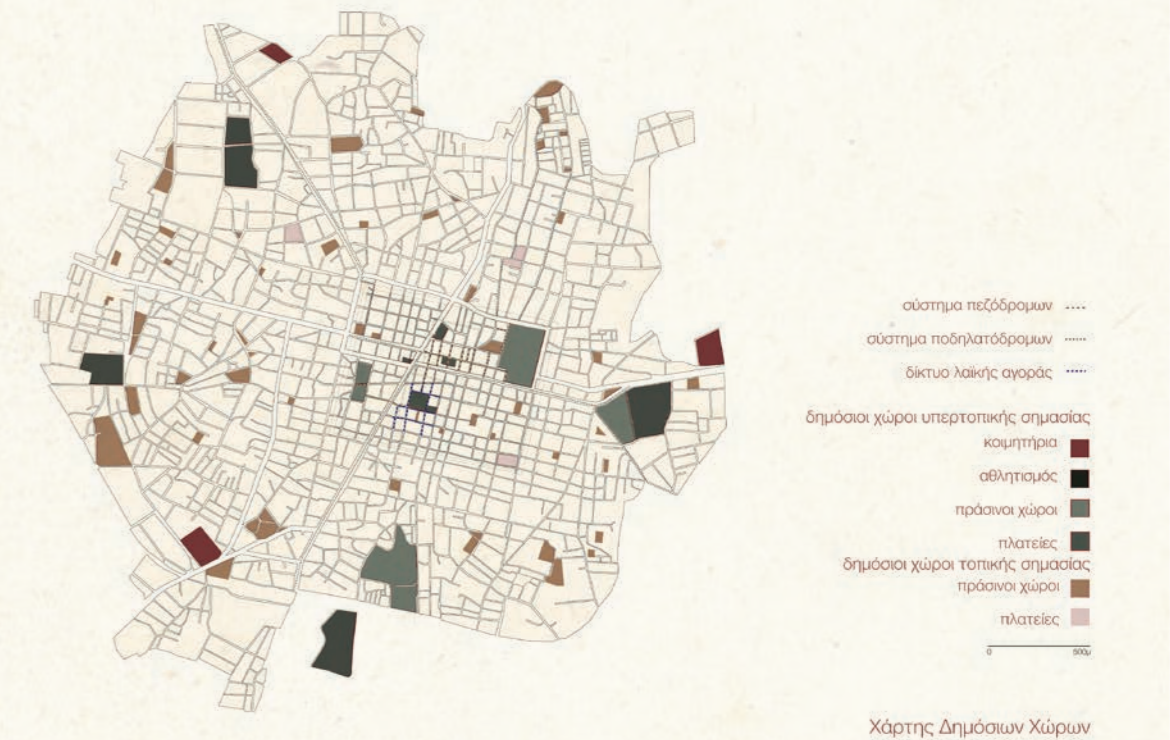 σύστημα πεζόδρομων
σύστημα ποδηλατόδρομων
δίκτυο λαϊκής αγοράς
δημόσιοι χώροι υπερτοπικής σημασίας
κοιμητήρια
αθλητισμός
πράσινοι χώροι
πλατείες
δημόσιοι χώροι τοπικής σημασίας
πράσινοι χώροι
πλατείες
0 500μ
Χάρτης Δημόσιων Χώρων